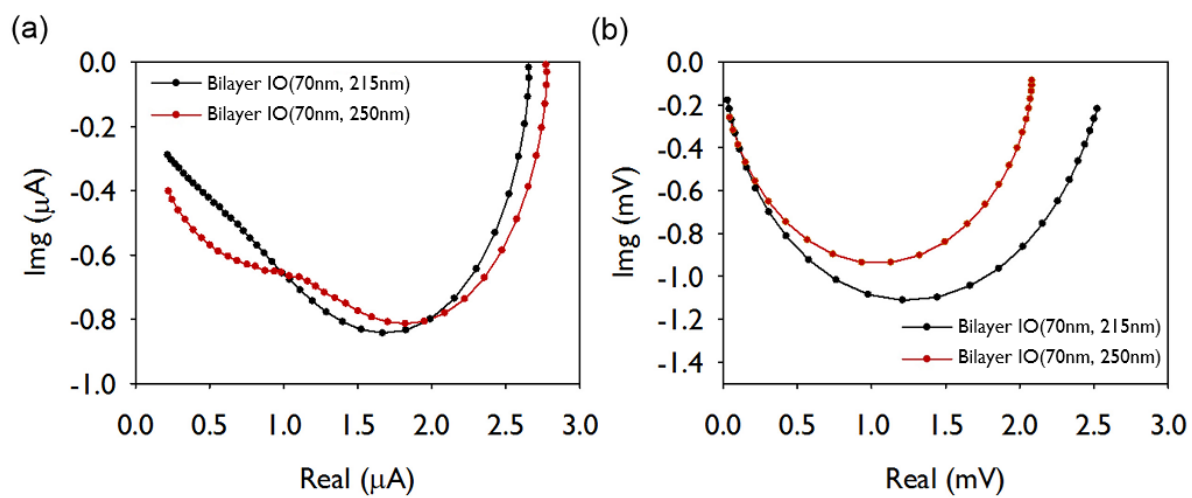 (a)
0.0
-0.2
-0.4
-0.6
-0.8
-1.0
Img (μA)
Bilayer IO(70nm, 215nm)
Bilayer IO(70nm, 250nm)
0.0 0.5 1.0 1.5 2.0 2.5 3.0
Real (μA)
(b)
0.0
-0.2
-0.4
-0.6
-0.8
-1.0
-1.2
-1.4
Img (mV)
Bilayer IO(70nm, 215nm)
Bilayer IO(70nm, 250nm)
0.0 0.5 1.0 1.5 2.0 2.5 3.0
Real (mV)